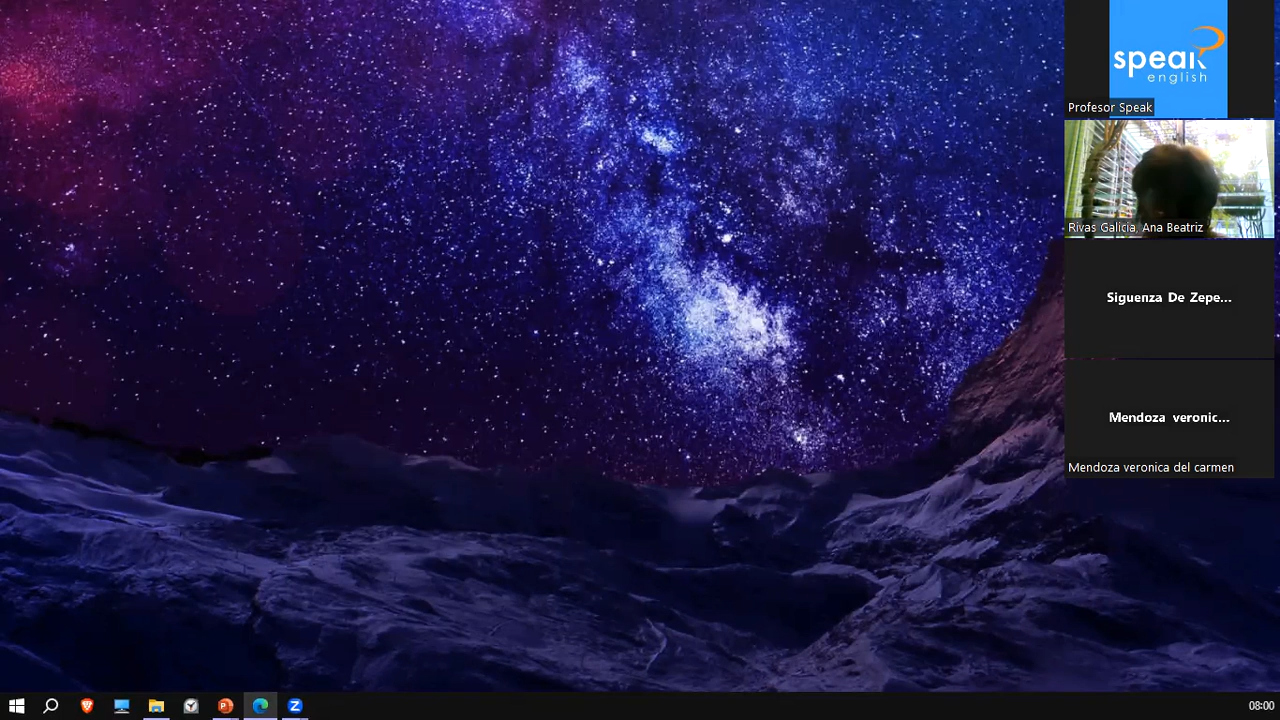 speak
english
Profesor Speak
Rivas Galicia, Ana Beatriz
Siguenza De Zepe...
Mendoza veronic...
Mendoza veronica del carmen
08:00